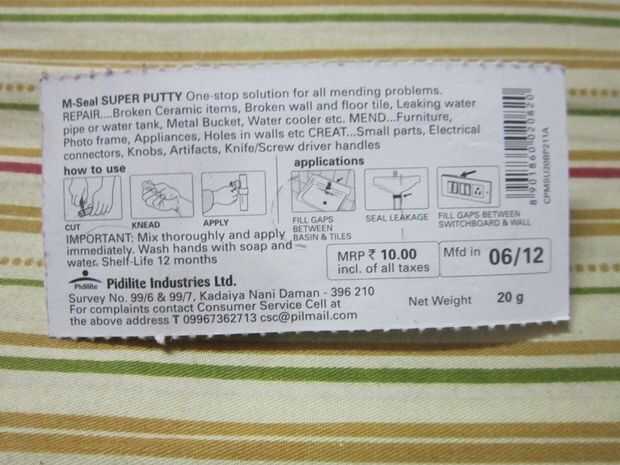 M-Seal SUPER PUTTY One-stop solution for all mending problems.
REPAIR....Broken Ceramic items, Broken wall and floor tile, Leaking water
pipe or water tank, Metal Bucket, Water cooler etc. MEND...Furniture,
Photo frame, Appliances, Holes in walls etc CREAT...Small parts, Electrical
connectors, Knobs, Artifacts, Knife/Screw driver handles
how to use
applications
CUT
KNEAD
APPLY
FILL GAPS
BETWEEN
BASIN & TILES
SEAL LEAKAGE
FILL GAPS BETWEEN
SWITCHBOARD & WALL
IMPORTANT: Mix thoroughly and apply
immediately. Wash hands with soap and
water. Shelf-Life 12 months
MRP ₹ 10.00
incl. of all taxes
Mfd in 06/12
Pidilite
Pidilite Industries Ltd.
Survey No. 99/6 & 99/7, Kadaiya Nani Daman - 396 210
For complaints contact Consumer Service Cell at
the above address T 09967362713 csc@pilmail.com
Net Weight 20 g